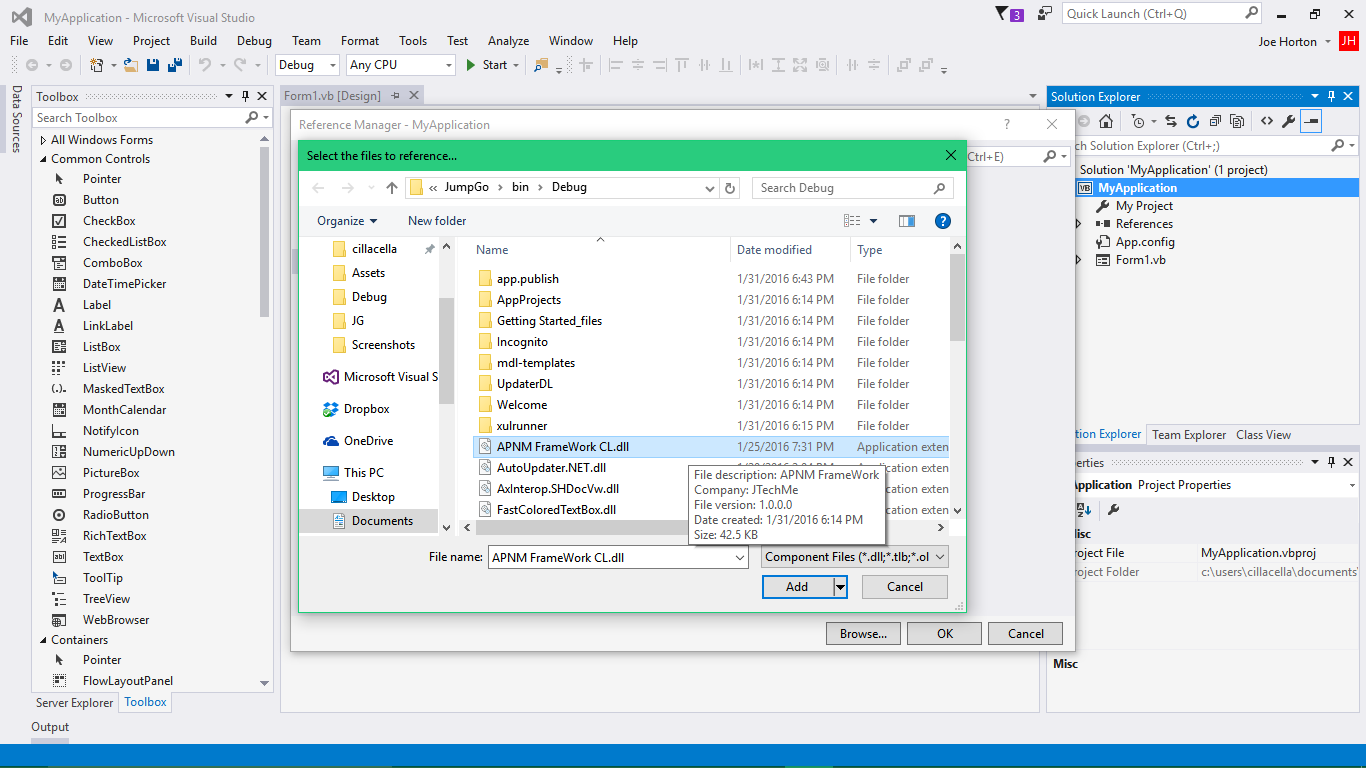 MyApplication - Microsoft Visual Studio
3
Quick Launch (Ctrl+Q)
File Edit View Project Build Debug Team Format Tools Test Analyze Window Help
Joe Horton JH
Debug Any CPU Start
Data Sources
Toolbox
Search Toolbox
All Windows Forms
Common Controls
Pointer
Button
CheckBox
CheckedListBox
ComboBox
DateTimePicker
Label
LinkLabel
ListBox
ListView
MaskedTextBox
MonthCalendar
NotifyIcon
NumericUpDown
PictureBox
ProgressBar
RadioButton
RichTextBox
TextBox
ToolTip
TreeView
WebBrowser
Containers
Pointer
FlowLayoutPanel
Server Explorer Toolbox
Output
Form1.vb [Design]
Reference Manager - MyApplication
?
Ctrl+E)
Select the files to reference...
« JumpGo > bin > Debug
Search Debug
Organize New folder
?
cillacella
Assets
Debug
JG
Screenshots
Microsoft Visual S
Dropbox
OneDrive
This PC
Desktop
Documents
Name Date modified Type
app.publish 1/31/2016 6:43 PM File folder
AppProjects 1/31/2016 6:14 PM File folder
Getting Started_files 1/31/2016 6:14 PM File folder
Incognito 1/31/2016 6:14 PM File folder
mdl-templates 1/31/2016 6:14 PM File folder
UpdaterDL 1/31/2016 6:14 PM File folder
Welcome 1/31/2016 6:14 PM File folder
xulrunner 1/31/2016 6:15 PM File folder
APNM FrameWork CL.dll 1/25/2016 7:31 PM Application exten
AutoUpdater.NET.dll Application exten
AxInterop.SHDocVw.dll cation exten
FastColoredTextBox.dll cation exten
File description: APNM FrameWork
Company: JTechMe
File version: 1.0.0.0
Date created: 1/31/2016 6:14 PM
Size: 42.5 KB
File name: APNM FrameWork CL.dll Component Files (*.dll;*.tlb;*.ol
Add Cancel
Browse... OK Cancel
Solution Explorer
ch Solution Explorer (Ctrl+;)
Solution 'MyApplication' (1 project)
VB MyApplication
My Project
References
App.config
Form1.vb
tion Explorer Team Explorer Class View
erties
Application Project Properties
isc
roject File MyApplication.vbproj
roject Folder c:\users\cillacella\documents\
Misc